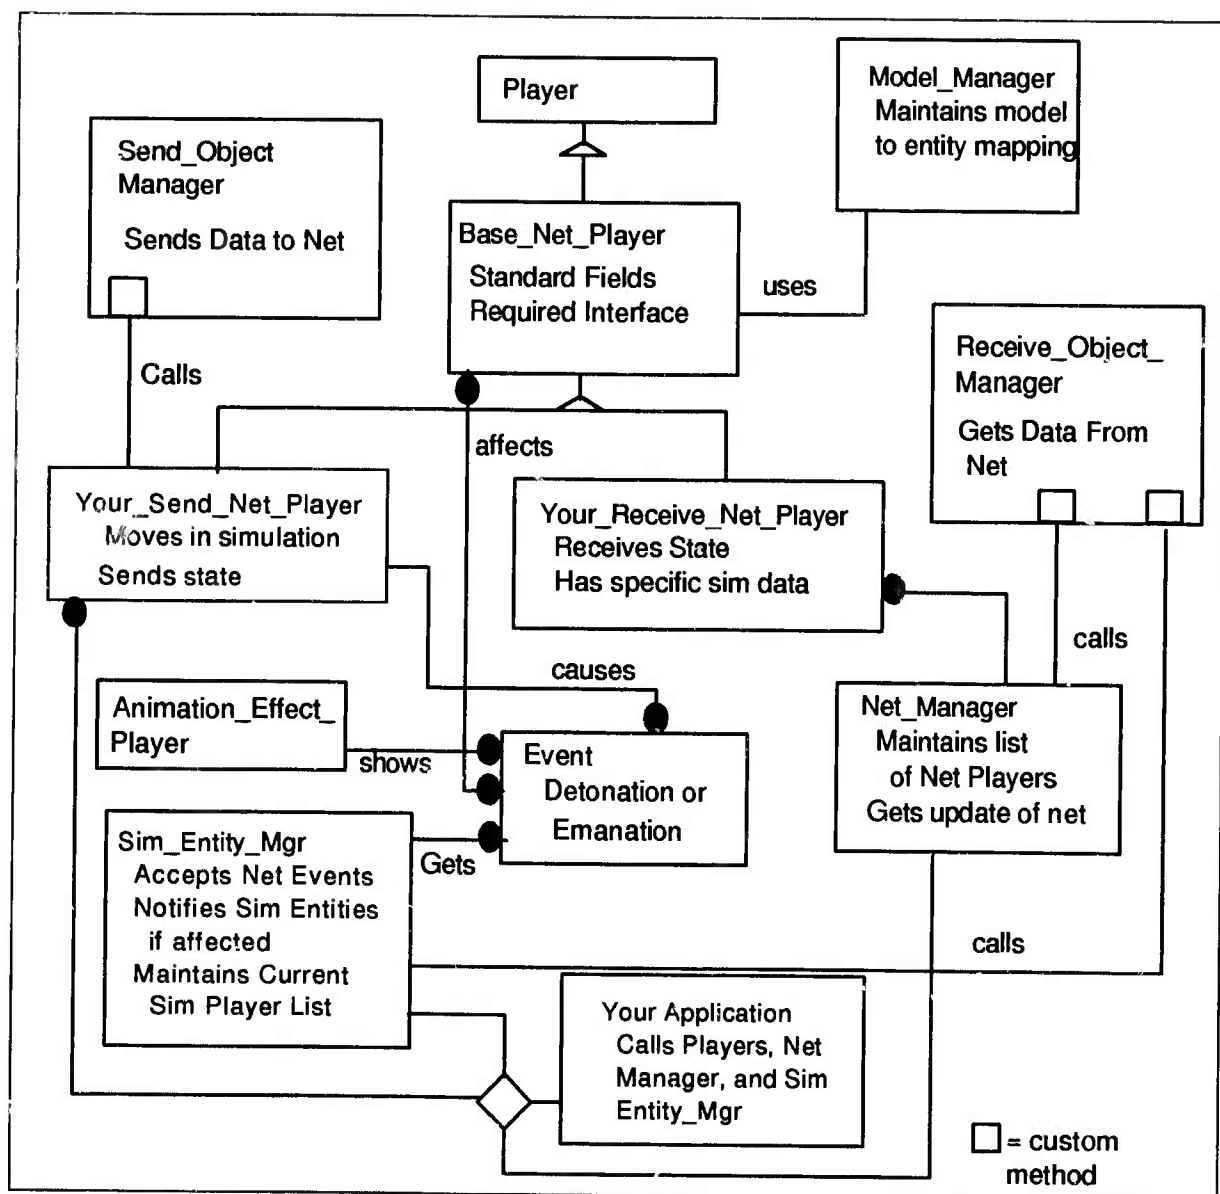 Player
Model_Manager
Maintains model
to entity mapping
Send_Object
Manager
Sends Data to Net
Base_Net_Player
Standard Fields
Required Interface
uses
Receive_Object_
Manager
Gets Data From
Net
Calls
affects
Your_Send_Net_Player
Moves in simulation
Sends state
Your_Receive_Net_Player
Receives State
Has specific sim data
calls
causes
Animation_Effect_
Player
shows
Event
Detonation or
Emanation
Net_Manager
Maintains list
of Net Players
Gets update of net
Sim_Entity_Mgr
Accepts Net Events
Notifies Sim Entities
if affected
Maintains Current
Sim Player List
Gets
calls
Your Application
Calls Players, Net
Manager, and Sim
Entity_Mgr
= custom
method